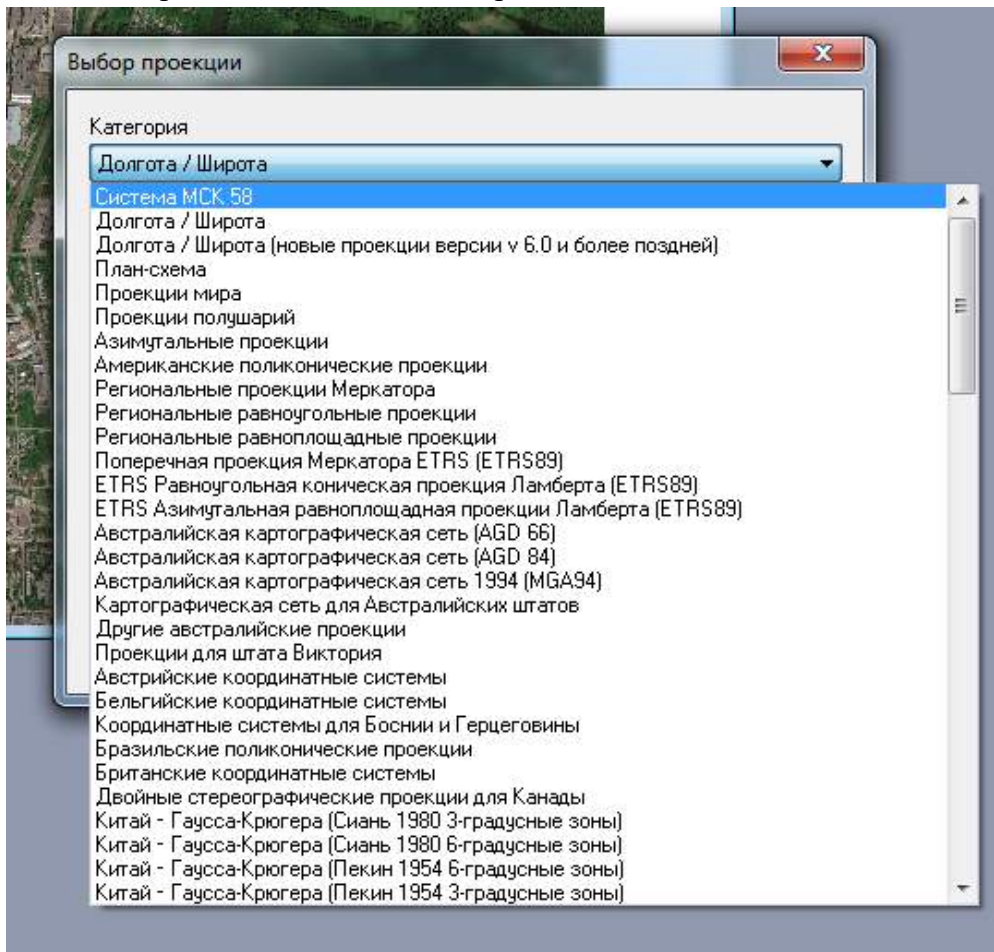 Выбор проекции
Категория
Долгота / Широта
Система МСК 58
Долгота / Широта
Долгота / Широта (новые проекции версии v 6.0 и более поздней)
План-схема
Проекции мира
Проекции полушарий
Азимутальные проекции
Американские поликонические проекции
Региональные проекции Меркатора
Региональные равноугольные проекции
Региональные равноплощадные проекции
Поперечная проекция Меркатора ETRS (ETRS89)
ETRS Равноугольная коническая проекция Ламберта (ETRS89)
ETRS Азимутальная равноплощадная проекции Ламберта (ETRS89)
Австралийская картографическая сеть (AGD 66)
Австралийская картографическая сеть (AGD 84)
Австралийская картографическая сеть 1994 (MGA94)
Картографическая сеть для Австралийских штатов
Другие австралийские проекции
Проекции для штата Виктория
Австрийские координатные системы
Бельгийские координатные системы
Координатные системы для Боснии и Герцеговины
Бразильские поликонические проекции
Британские координатные системы
Двойные стереографические проекции для Канады
Китай - Гаусса-Крюгера (Сиань 1980 3-градусные зоны)
Китай - Гаусса-Крюгера (Сиань 1980 6-градусные зоны)
Китай - Гаусса-Крюгера (Пекин 1954 6-градусные зоны)
Китай - Гаусса-Крюгера (Пекин 1954 3-градусные зоны)